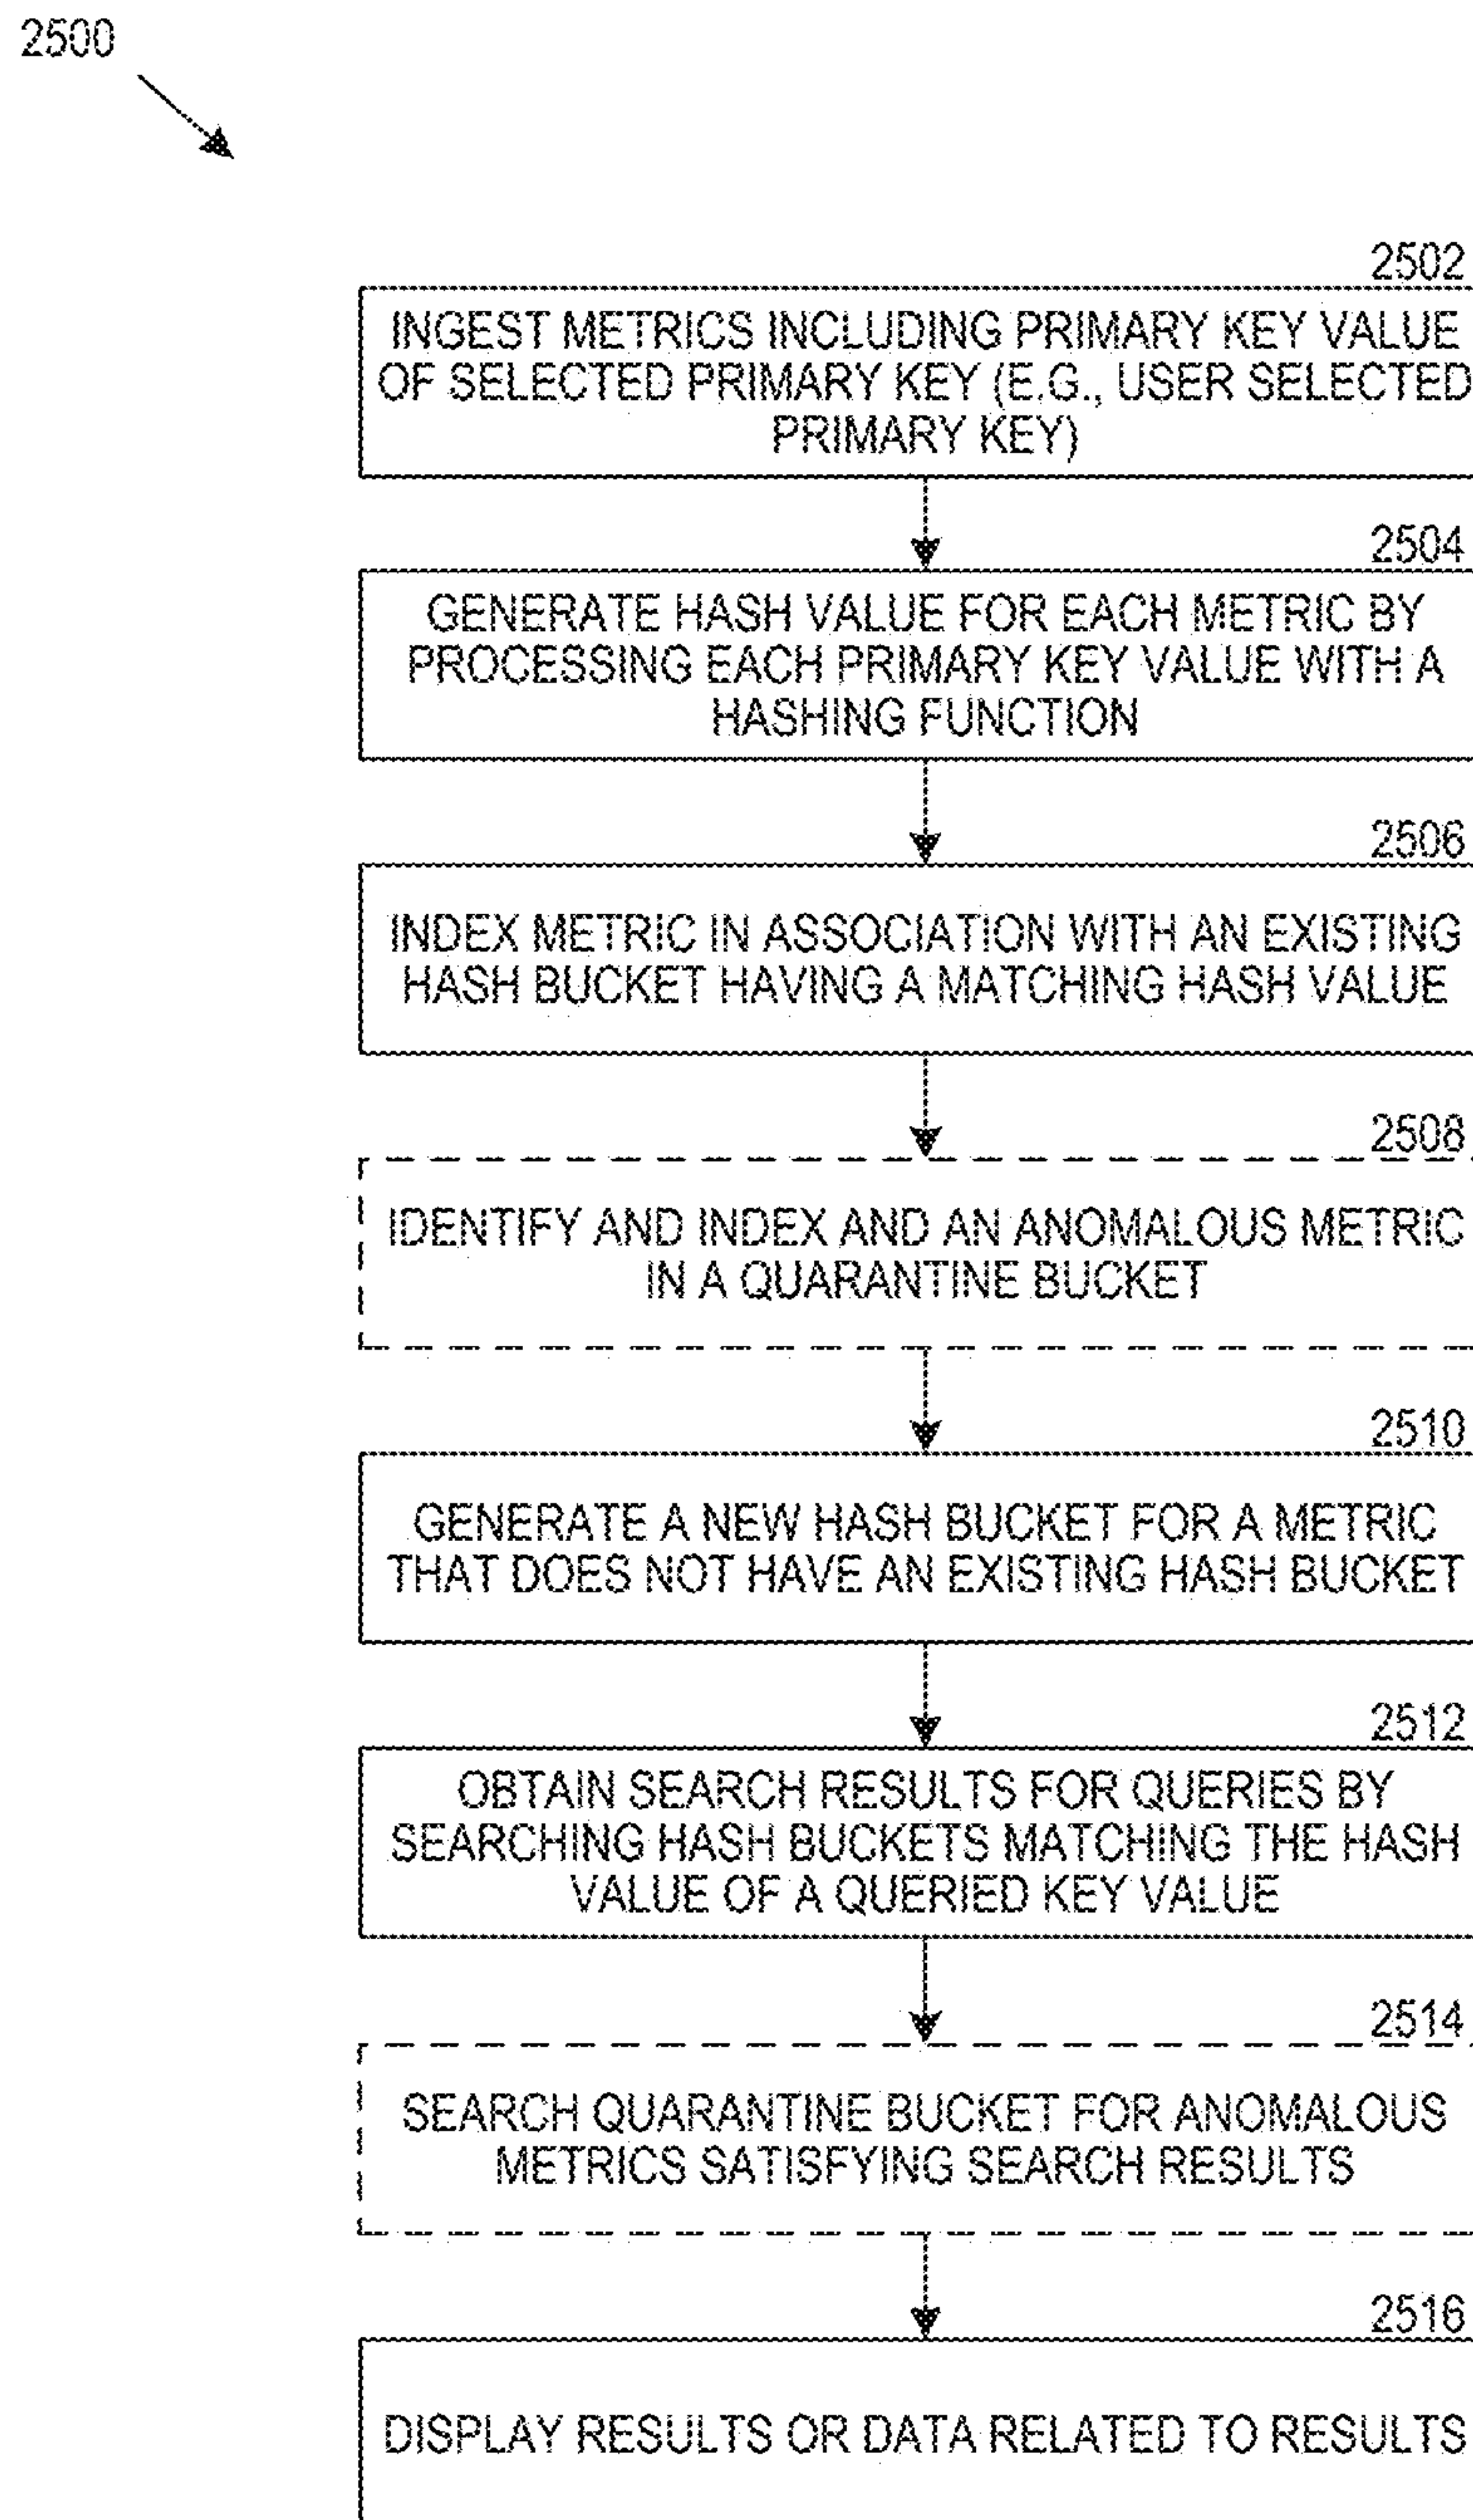 2500
2502
INGEST METRICS INCLUDING PRIMARY KEY VALUE
OF SELECTED PRIMARY KEY (E.G., USER SELECTED
PRIMARY KEY)
2504
GENERATE HASH VALUE FOR EACH METRIC BY
PROCESSING EACH PRIMARY KEY VALUE WITH A
HASHING FUNCTION
2506
INDEX METRIC IN ASSOCIATION WITH AN EXISTING
HASH BUCKET HAVING A MATCHING HASH VALUE
2508
IDENTIFY AND INDEX AND AN ANOMALOUS METRIC
IN A QUARANTINE BUCKET
2510
GENERATE A NEW HASH BUCKET FOR A METRIC
THAT DOES NOT HAVE AN EXISTING HASH BUCKET
2512
OBTAIN SEARCH RESULTS FOR QUERIES BY
SEARCHING HASH BUCKETS MATCHING THE HASH
VALUE OF A QUERIED KEY VALUE
2514
SEARCH QUARANTINE BUCKET FOR ANOMALOUS
METRICS SATISFYING SEARCH RESULTS
2516
DISPLAY RESULTS OR DATA RELATED TO RESULTS